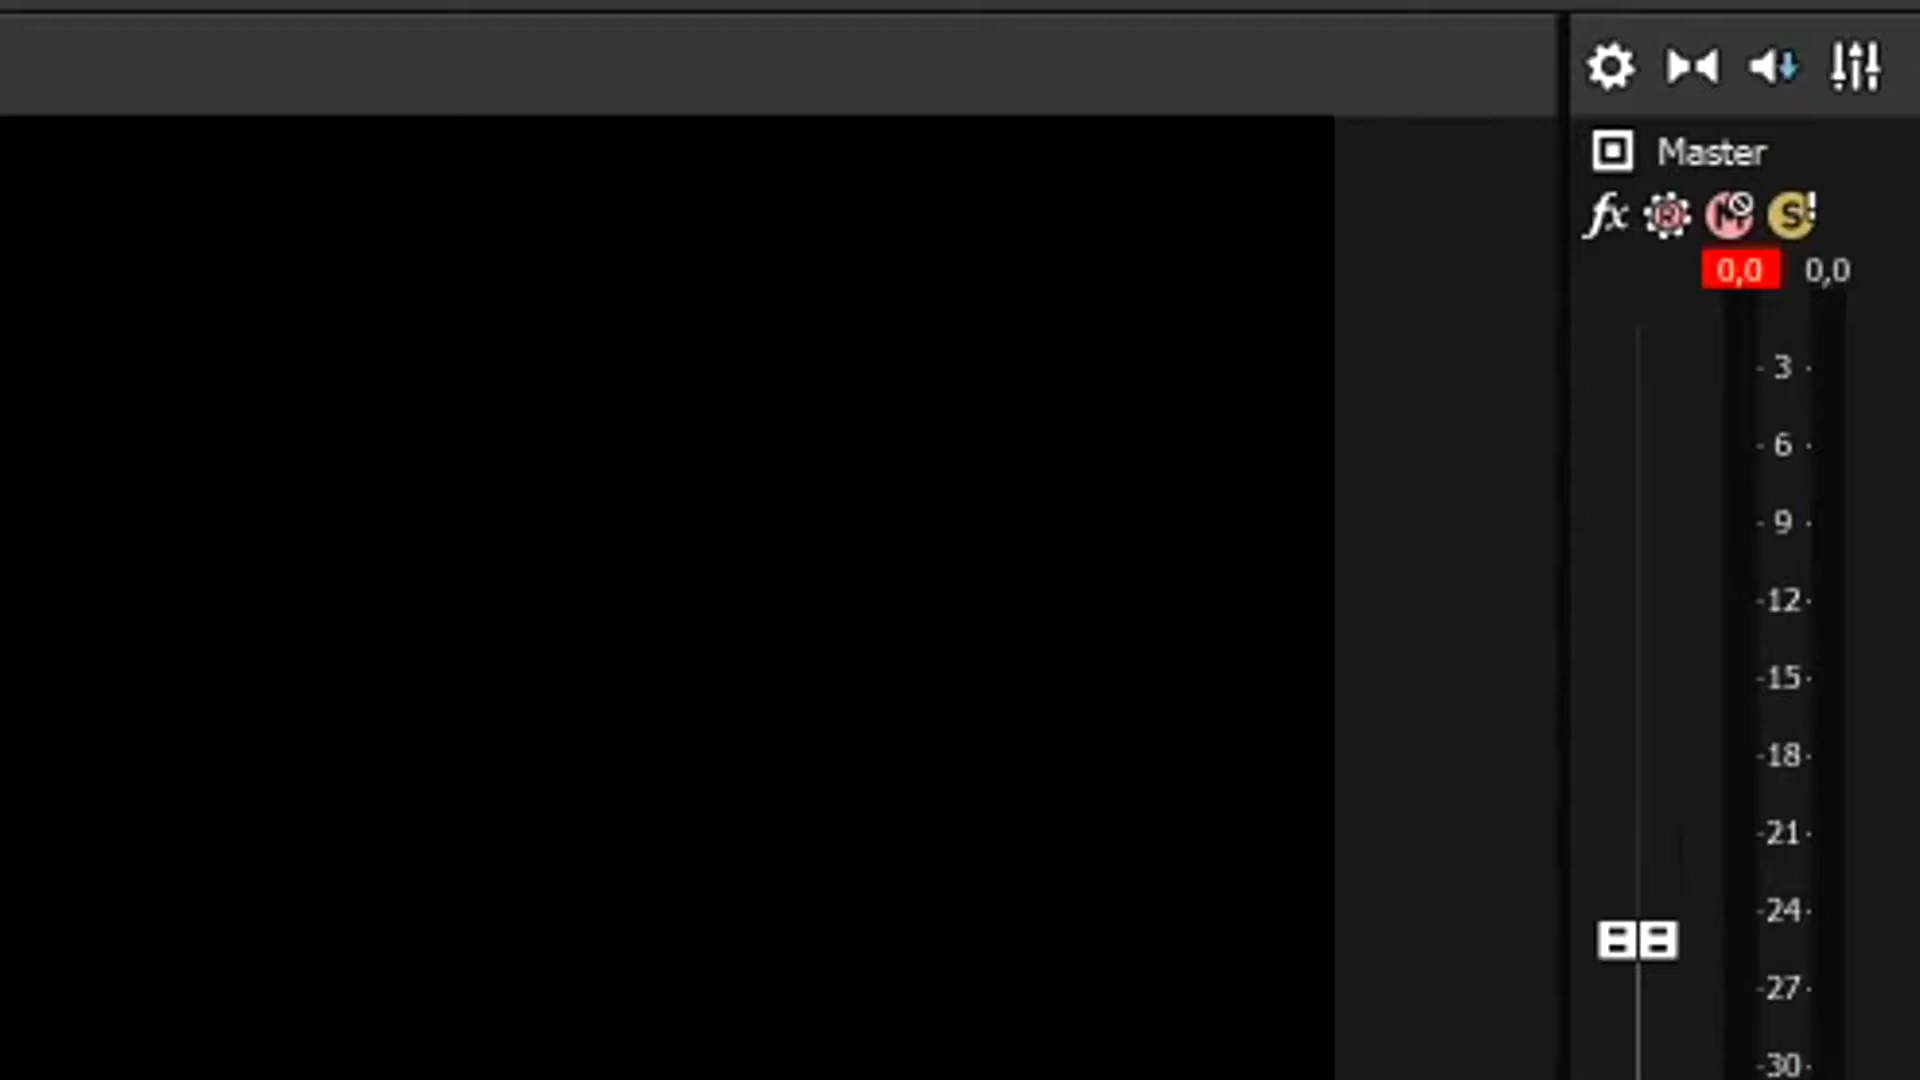 Master
fx R M S!
0,0 0,0
- 3 -
- 6 -
- 9 -
-12-
-15-
-18-
-21-
-24-
-27-
-30-